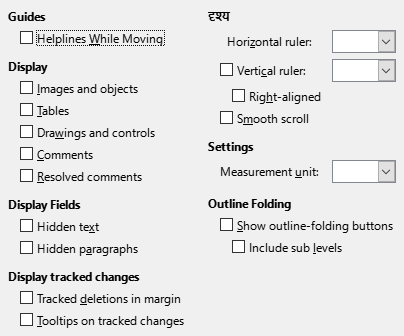 Guides
Helplines While Moving
Display
Images and objects
Tables
Drawings and controls
Comments
Resolved comments
Display Fields
Hidden text
Hidden paragraphs
Display tracked changes
Tracked deletions in margin
Tooltips on tracked changes
दृश्य
Horizontal ruler:
Vertical ruler:
Right-aligned
Smooth scroll
Settings
Measurement unit:
Outline Folding
Show outline-folding buttons
Include sub levels